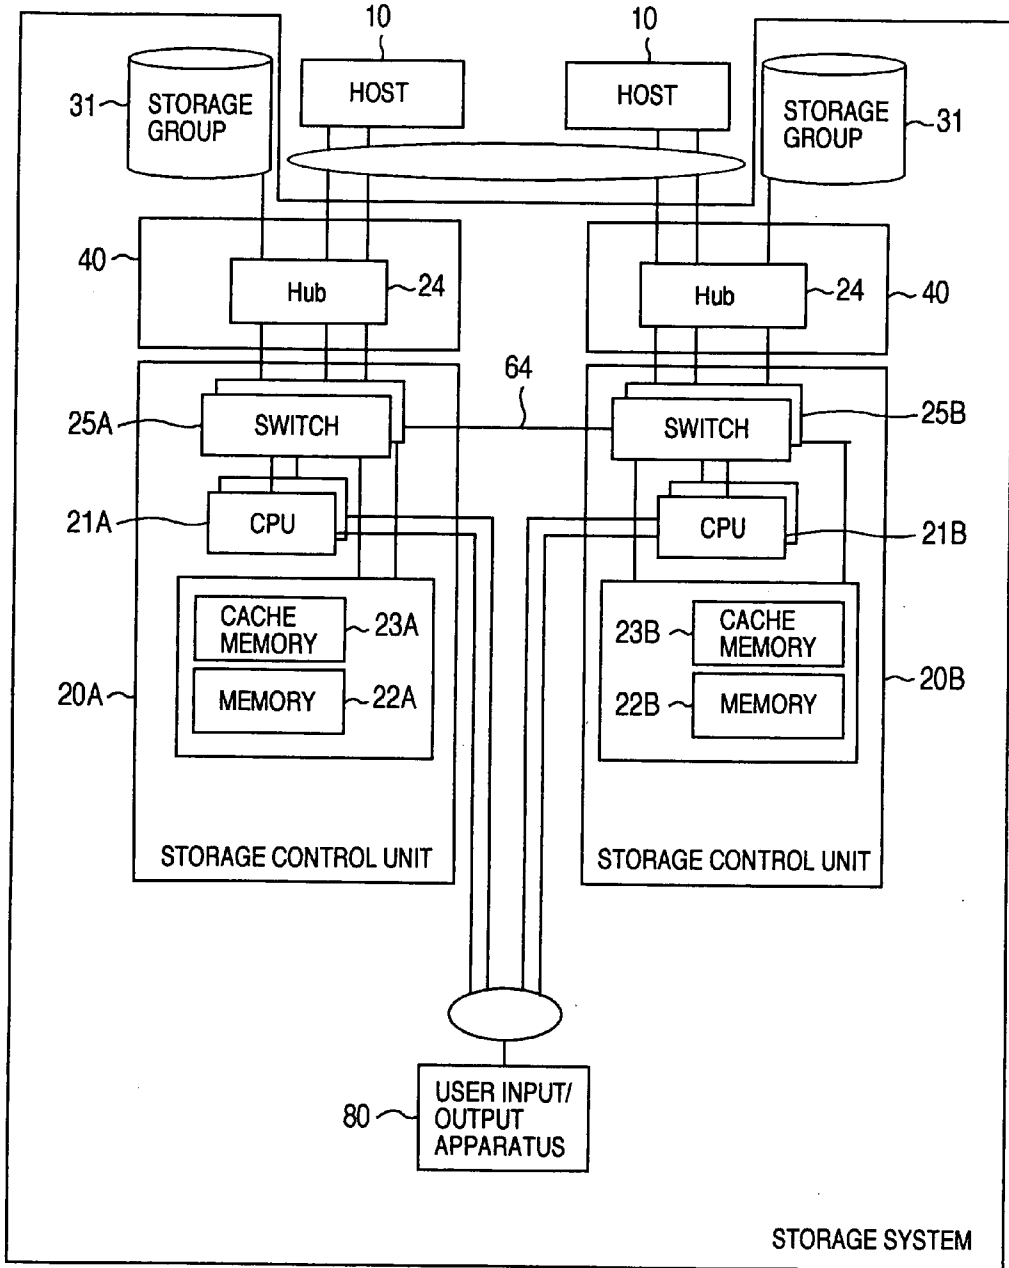 10
10
HOST
HOST
31
STORAGE
GROUP
STORAGE
GROUP
31
40
Hub
24
Hub
24
40
64
25A
SWITCH
SWITCH
25B
21A
CPU
CPU
21B
CACHE
MEMORY
23A
23B
CACHE
MEMORY
20A
MEMORY
22A
22B
MEMORY
20B
STORAGE CONTROL UNIT
STORAGE CONTROL UNIT
80
USER INPUT/
OUTPUT
APPARATUS
STORAGE SYSTEM